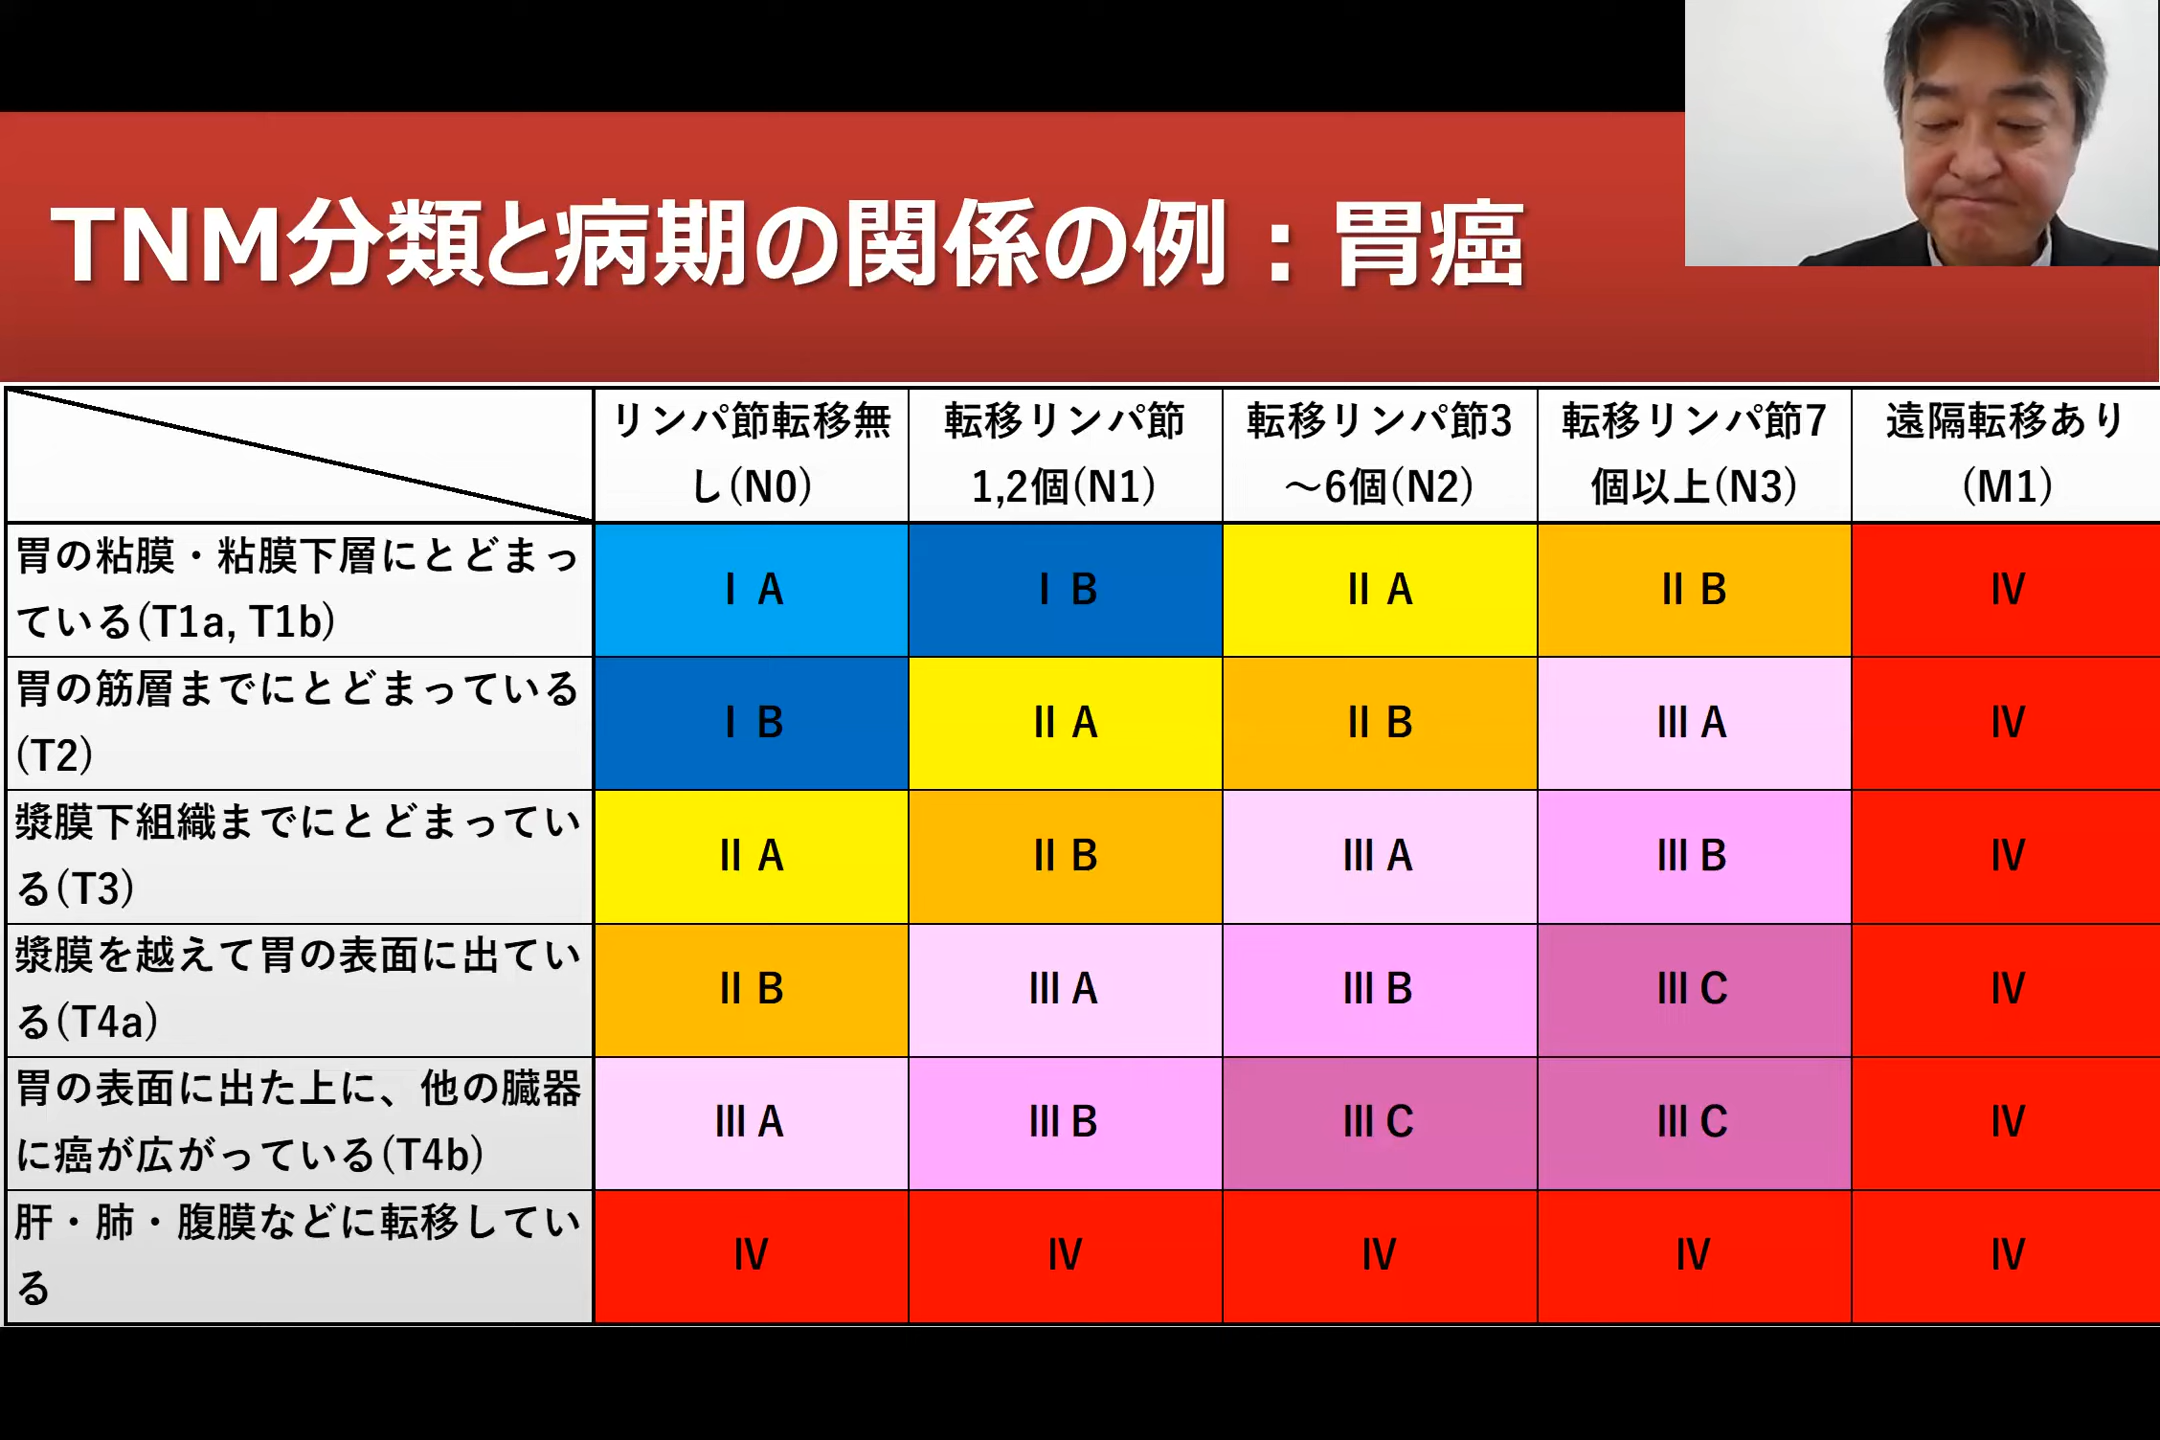 TNM分類と病期の関係の例：胃癌
リンパ節転移無
し(N0)
転移リンパ節
1,2個(N1)
転移リンパ節3
～6個(N2)
転移リンパ節7
個以上(N3)
遠隔転移あり
(M1)
胃の粘膜・粘膜下層にとどまっ
ている(T1a, T1b)
Ⅰ A
Ⅰ B
Ⅱ A
Ⅱ B
Ⅳ
胃の筋層までにとどまっている
(T2)
Ⅰ B
Ⅱ A
Ⅱ B
Ⅲ A
Ⅳ
漿膜下組織までにとどまってい
る(T3)
Ⅱ A
Ⅱ B
Ⅲ A
Ⅲ B
Ⅳ
漿膜を越えて胃の表面に出てい
る(T4a)
Ⅱ B
Ⅲ A
Ⅲ B
Ⅲ C
Ⅳ
胃の表面に出た上に、他の臓器
に癌が広がっている(T4b)
Ⅲ A
Ⅲ B
Ⅲ C
Ⅲ C
Ⅳ
肝・肺・腹膜などに転移してい
る
Ⅳ
Ⅳ
Ⅳ
Ⅳ
Ⅳ